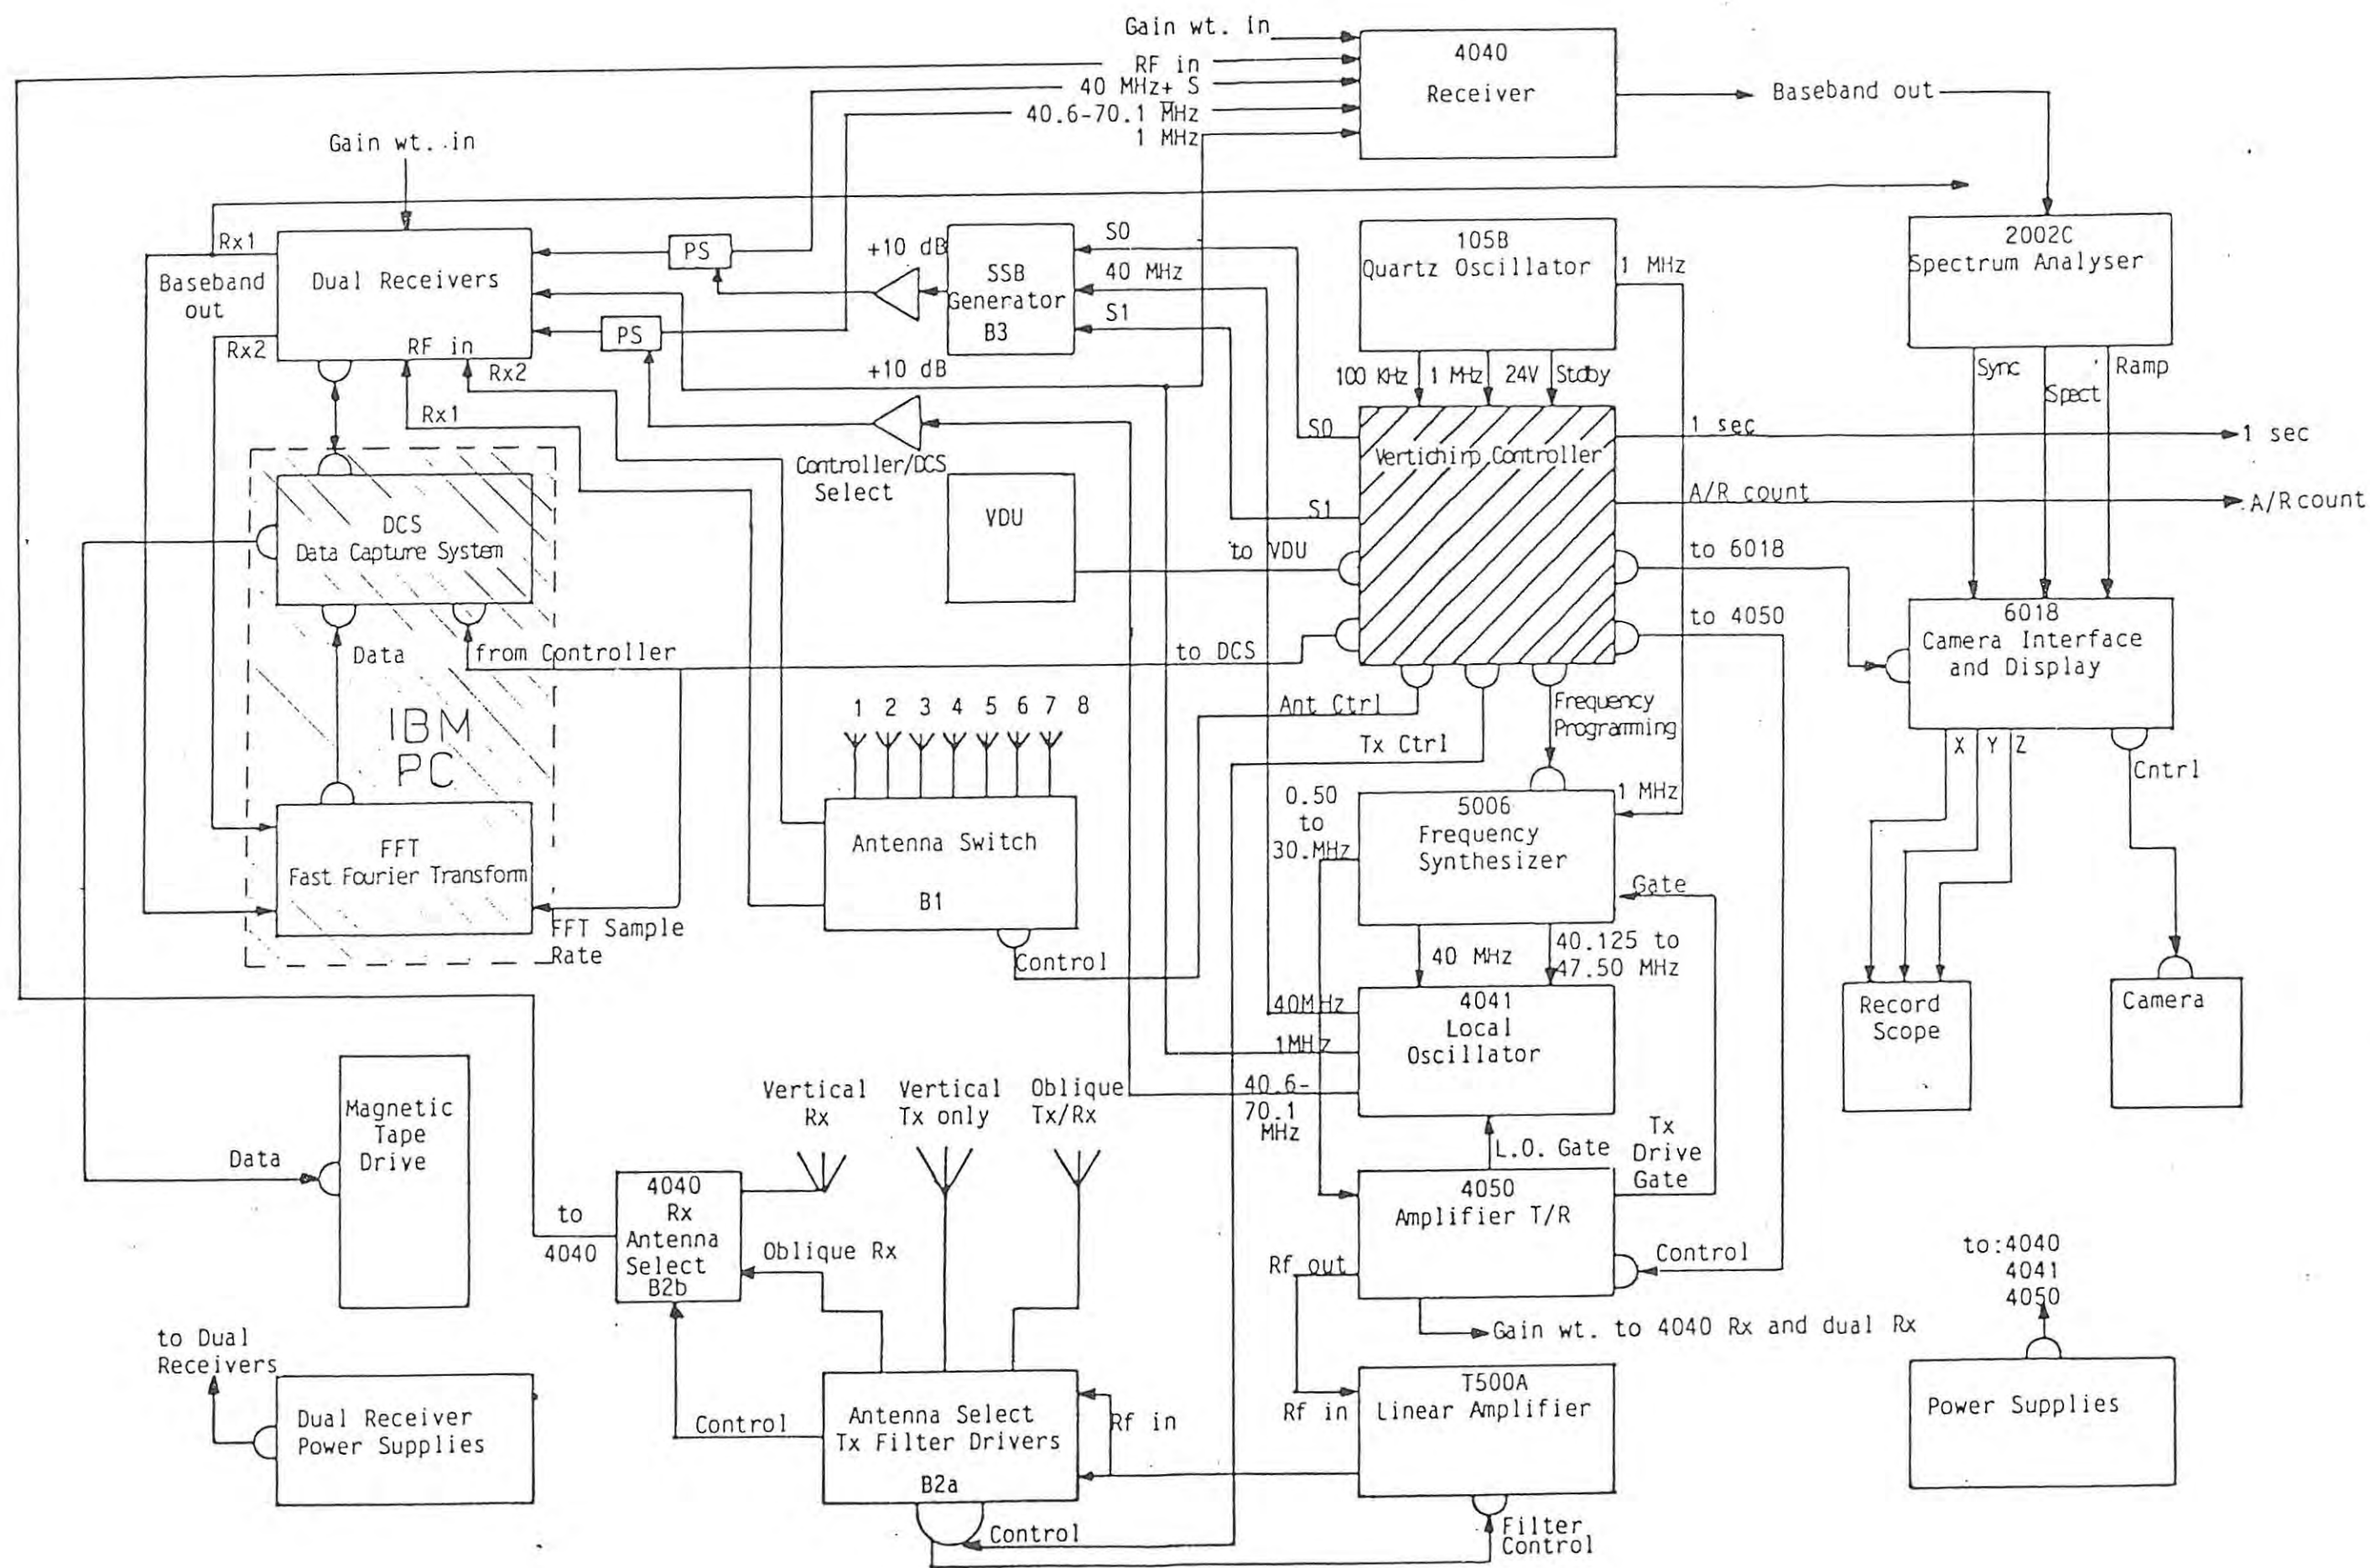 Gain wt. in
RF in
40 MHz+ S
40.6-70.1 MHz
1 MHz
4040
Receiver
Baseband out
Gain wt. in
Rx1
Baseband
out
Rx2
Dual Receivers
RF in
Rx2
Rx1
PS
PS
+10 dB
+10 dB
SSB
Generator
B3
S0
40 MHz
S1
105B
Quartz Oscillator
1 MHz
100 KHz
1 MHz
24V
Stdby
2002C
Spectrum Analyser
Sync
Spect
Ramp
S0
S1
Vertichirp Controller
1 sec
1 sec
A/R count
A/R count
to 6018
to 4050
to VDU
to DCS
Controller/DCS
Select
VDU
DCS
Data Capture System
Data
from Controller
IBM
PC
FFT
Fast Fourier Transform
FFT Sample
Rate
1 2 3 4 5 6 7 8
Antenna Switch
B1
Control
Ant Ctrl
Tx Ctrl
Frequency
Programming
6018
Camera Interface
and Display
X
Y
Z
Cntrl
Record
Scope
Camera
0.50
to
30.MHz
5006
Frequency
Synthesizer
1 MHz
Gate
40 MHz
40.125 to
47.50 MHz
40MHz
1MHz
40.6-
70.1
MHz
4041
Local
Oscillator
L.O. Gate
Tx
Drive
Gate
4050
Amplifier T/R
Control
Rf out
Gain wt. to 4040 Rx and dual Rx
Rf in
T500A
Linear Amplifier
Filter
Control
Magnetic
Tape
Drive
Data
Vertical
Rx
Vertical
Tx only
Oblique
Tx/Rx
4040
Rx
Antenna
Select
B2b
to
4040
Oblique Rx
Control
Antenna Select
Tx Filter Drivers
B2a
Rf in
Control
to Dual
Receivers
Dual Receiver
Power Supplies
to:4040
4041
4050
Power Supplies